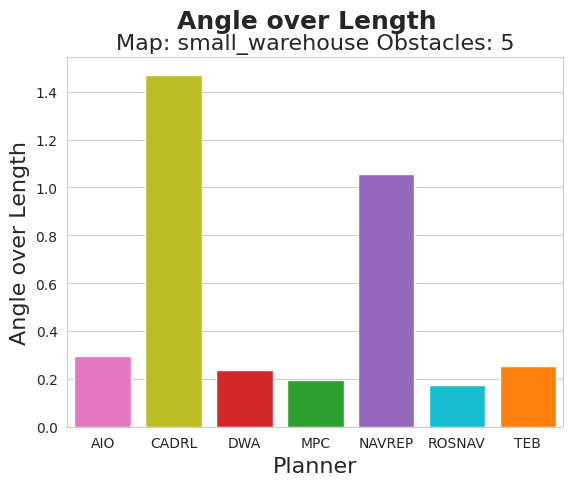 Angle over Length
Map: small_warehouse Obstacles: 5
Angle over Length
1.4
1.2
1.0
0.8
0.6
0.4
0.2
0.0
AIO CADRL DWA MPC NAVREP ROSNAV TEB
Planner